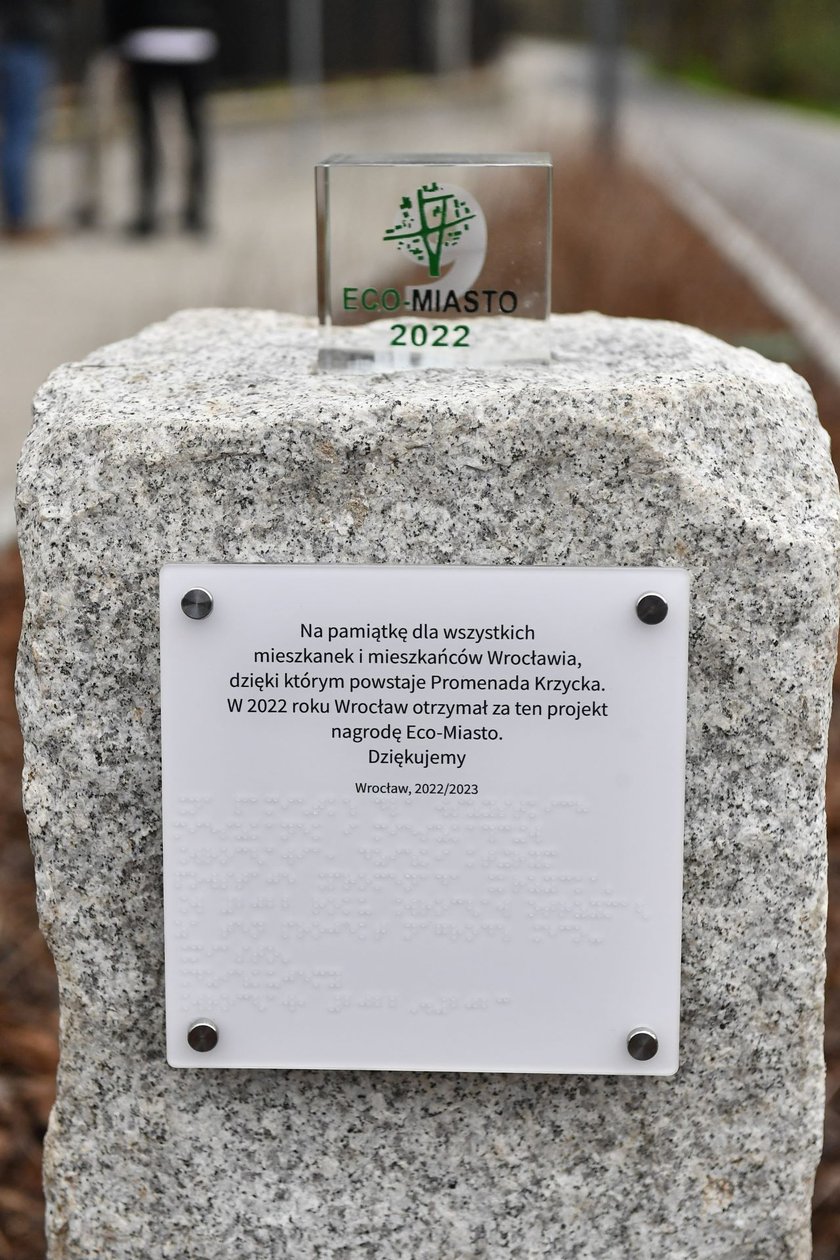 ECO-MIASTO
2022
Na pamiątkę dla wszystkich
mieszkanek i mieszkańców Wrocławia,
dzięki którym powstaje Promenada Krzycka.
W 2022 roku Wrocław otrzymał za ten projekt
nagrodę Eco-Miasto.
Dziękujemy
Wrocław, 2022/2023